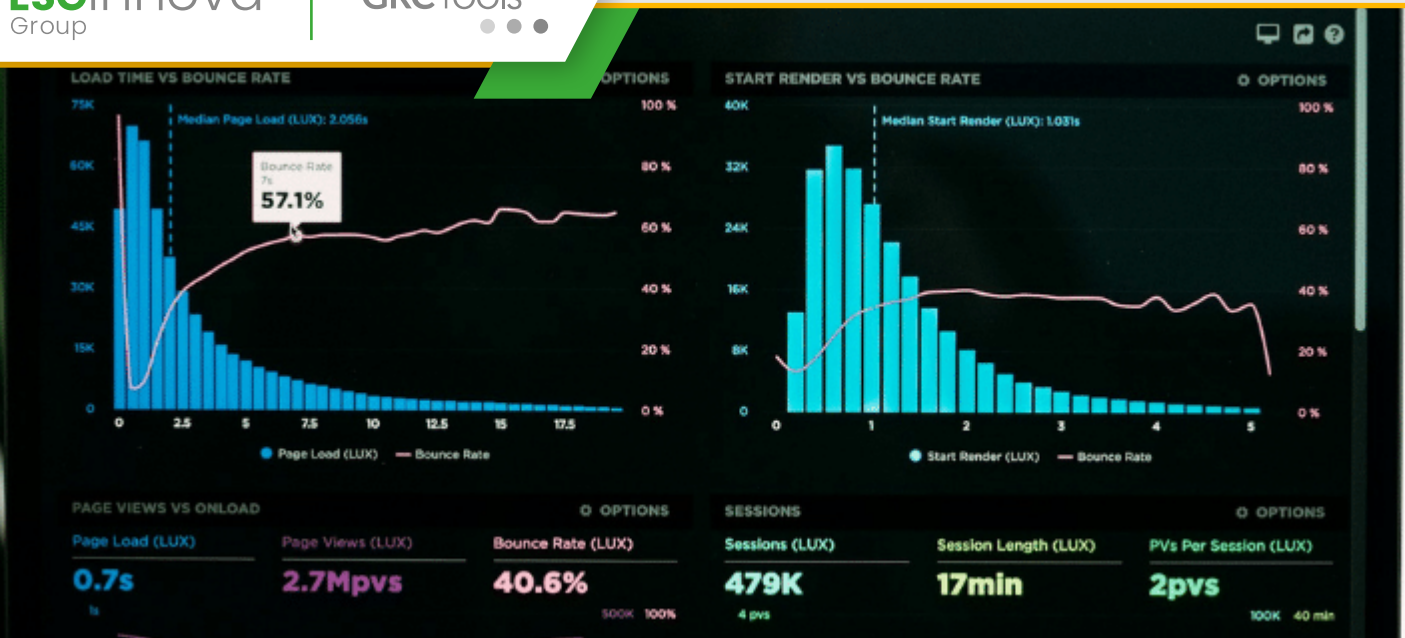 ESGinnova
Group
GRCTools
LOAD TIME VS BOUNCE RATE
OPTIONS
75K
60K
45K
30K
15K
0
100 %
80 %
60 %
40 %
20 %
0 %
Median Page Load (LUX): 2.056s
Bounce Rate
7s
57.1%
0 2.5 5 7.5 10 12.5 15 17.5
Page Load (LUX) Bounce Rate
START RENDER VS BOUNCE RATE
OPTIONS
40K
32K
24K
16K
8K
0
100 %
80 %
60 %
40 %
20 %
0 %
Median Start Render (LUX): 1.031s
0 1 2 3 4 5
Start Render (LUX) Bounce Rate
PAGE VIEWS VS ONLOAD
OPTIONS
Page Load (LUX)
0.7s
1s
Page Views (LUX)
2.7Mpvs
Bounce Rate (LUX)
40.6%
500K 100%
SESSIONS
OPTIONS
Sessions (LUX)
479K
4 pvs
Session Length (LUX)
17min
PVs Per Session (LUX)
2pvs
100K 40 min